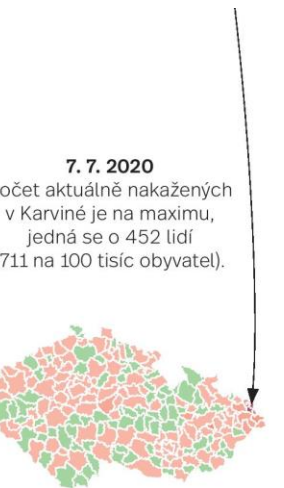 7. 7. 2020
očet aktuálně nakažených
v Karviné je na maximu,
jedná se o 452 lidí
711 na 100 tisíc obyvatel).